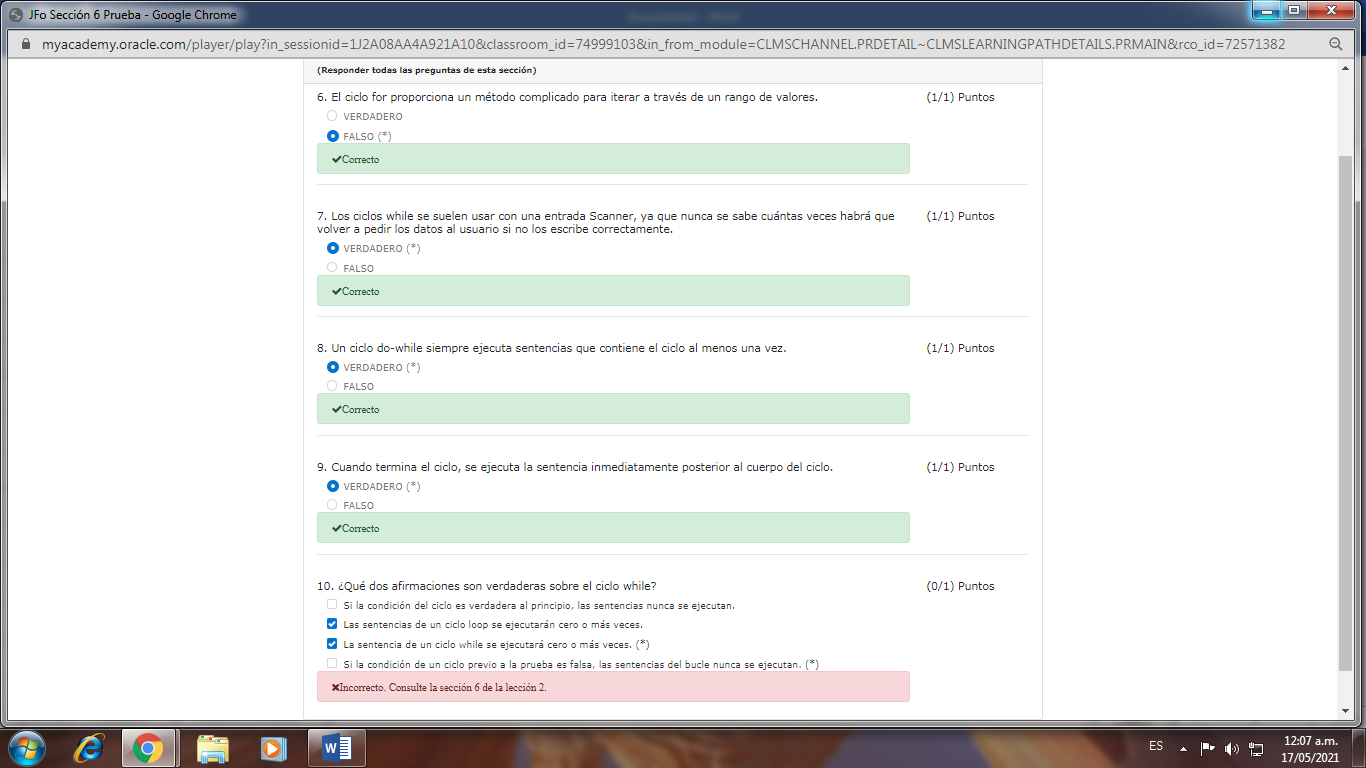 JFo Sección 6 Prueba - Google Chrome
myacademy.oracle.com/player/play?in_sessionid=1J2A08AA4A921A10&classroom_id=74999103&in_from_module=CLMSCHANNEL.PRDETAIL~CLMSLEARNINGPATHDETAILS.PRMAIN&rco_id=72571382
(Responder todas las preguntas de esta sección)
6. El ciclo for proporciona un método complicado para iterar a través de un rango de valores. (1/1) Puntos
VERDADERO
FALSO (*)
Correcto
7. Los ciclos while se suelen usar con una entrada Scanner, ya que nunca se sabe cuántas veces habrá que (1/1) Puntos
volver a pedir los datos al usuario si no los escribe correctamente.
VERDADERO (*)
FALSO
Correcto
8. Un ciclo do-while siempre ejecuta sentencias que contiene el ciclo al menos una vez. (1/1) Puntos
VERDADERO (*)
FALSO
Correcto
9. Cuando termina el ciclo, se ejecuta la sentencia inmediatamente posterior al cuerpo del ciclo. (1/1) Puntos
VERDADERO (*)
FALSO
Correcto
10. ¿Qué dos afirmaciones son verdaderas sobre el ciclo while? (0/1) Puntos
Si la condición del ciclo es verdadera al principio, las sentencias nunca se ejecutan.
Las sentencias de un ciclo loop se ejecutarán cero o más veces.
La sentencia de un ciclo while se ejecutará cero o más veces. (*)
Si la condición de un ciclo previo a la prueba es falsa, las sentencias del bucle nunca se ejecutan. (*)
Incorrecto. Consulte la sección 6 de la lección 2.
ES
12:07 a.m.
17/05/2021